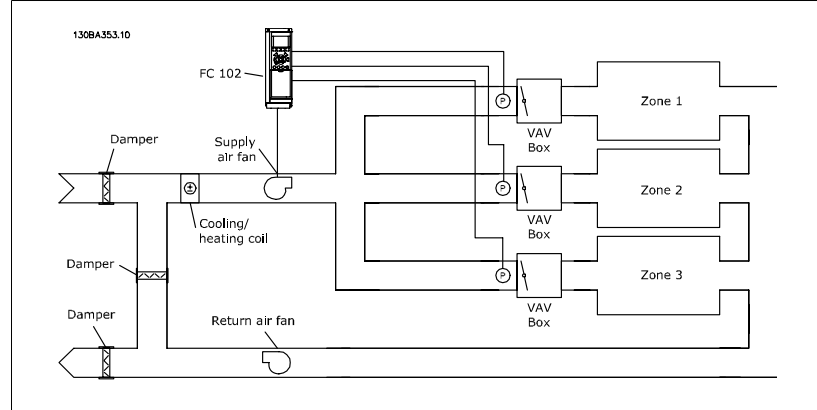 130BA353.10
FC 102
P
VAV
Box
Zone 1
Damper
Supply
air fan
Cooling/
heating coil
P
VAV
Box
Zone 2
Damper
P
VAV
Box
Zone 3
Damper
Return air fan